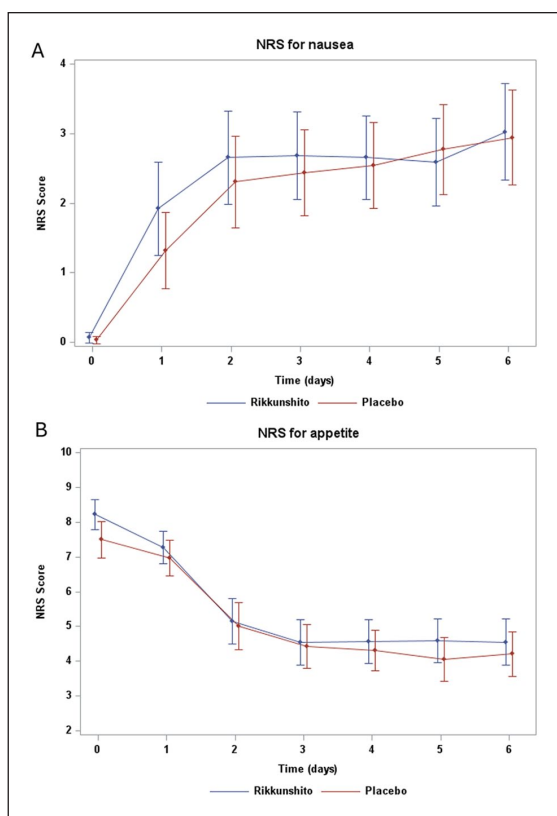 A
NRS for nausea
4
3
2
1
0
NRS Score
0 1 2 3 4 5 6
Time (days)
Rikkunshito Placebo
B
NRS for appetite
10
9
8
7
6
5
4
3
2
NRS Score
0 1 2 3 4 5 6
Time (days)
Rikkunshito Placebo